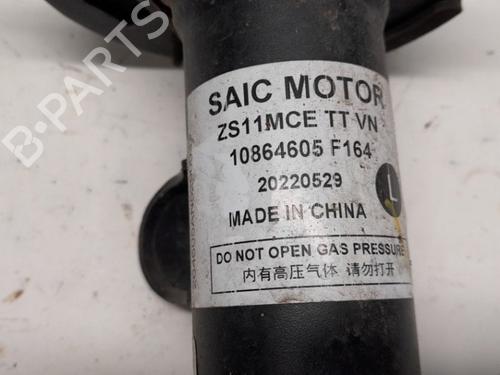 SAIC MOTOR
ZS11MCE TT VN
10864605 F164
20220529
L
MADE IN CHINA
DO NOT OPEN GAS PRESSURE
内有高压气体 请勿打开